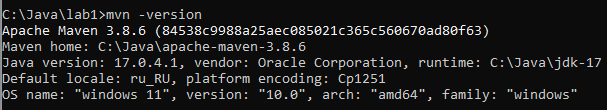 C:\Java\lab1>mvn -version
Apache Maven 3.8.6 (84538c9988a25aec085021c365c560670ad80f63)
Maven home: C:\Java\apache-maven-3.8.6
Java version: 17.0.4.1, vendor: Oracle Corporation, runtime: C:\Java\jdk-17
Default locale: ru_RU, platform encoding: Cp1251
OS name: "windows 11", version: "10.0", arch: "amd64", family: "windows"